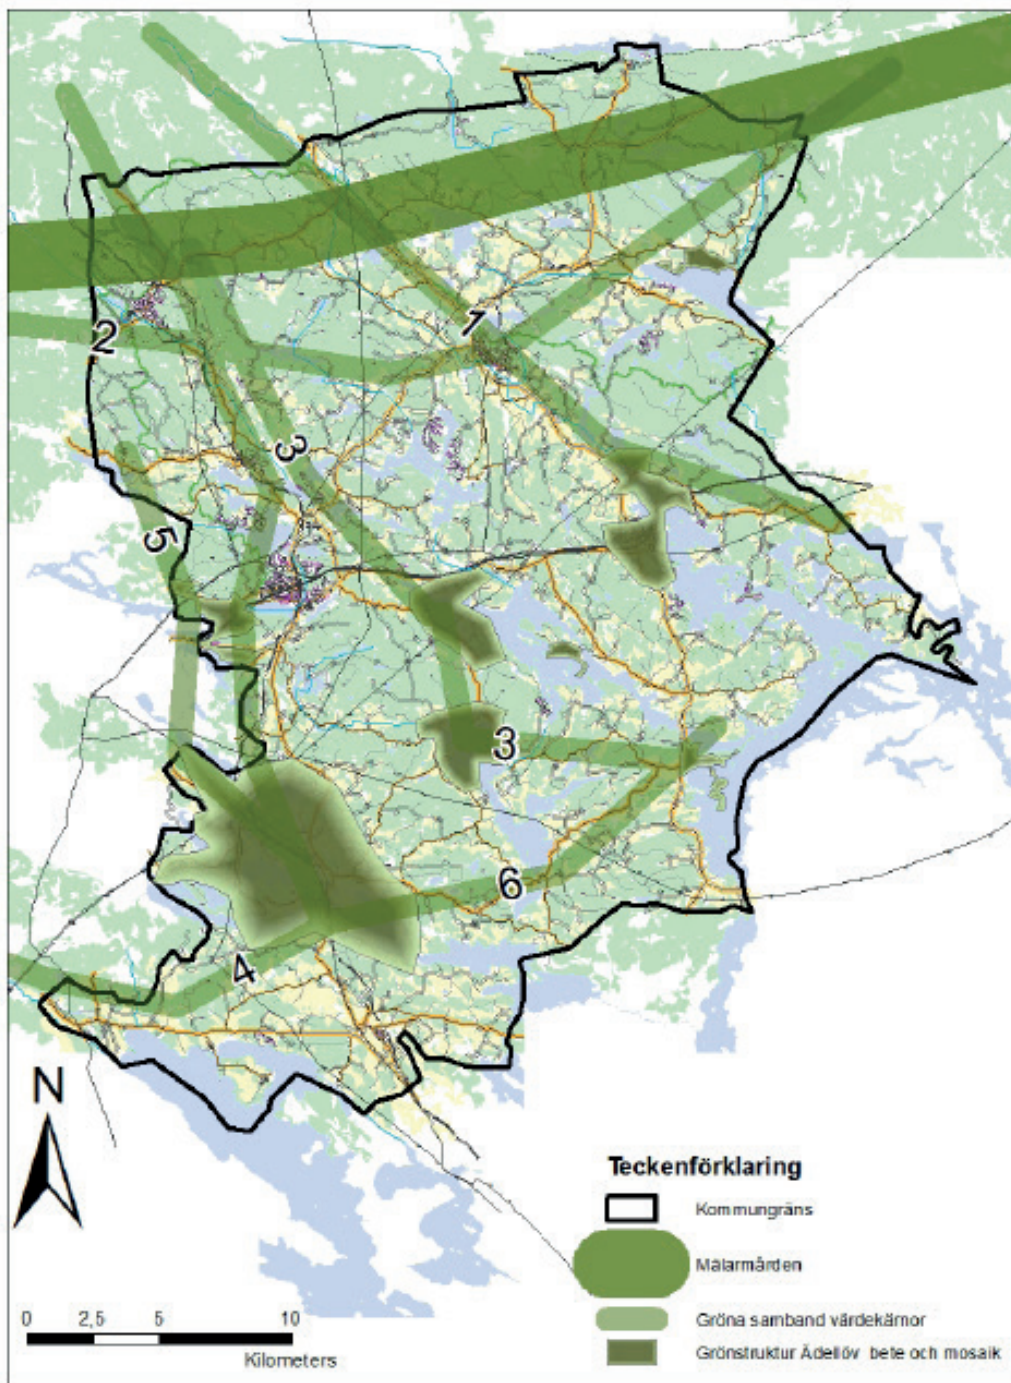 1
2
3
5
3
6
4
N
Teckenförklaring
Kommungräns
Mälarmården
Gröna samband värdekärnor
Grönstruktur Ädellöv bete och mosaik
0 2,5 5 10
Kilometers